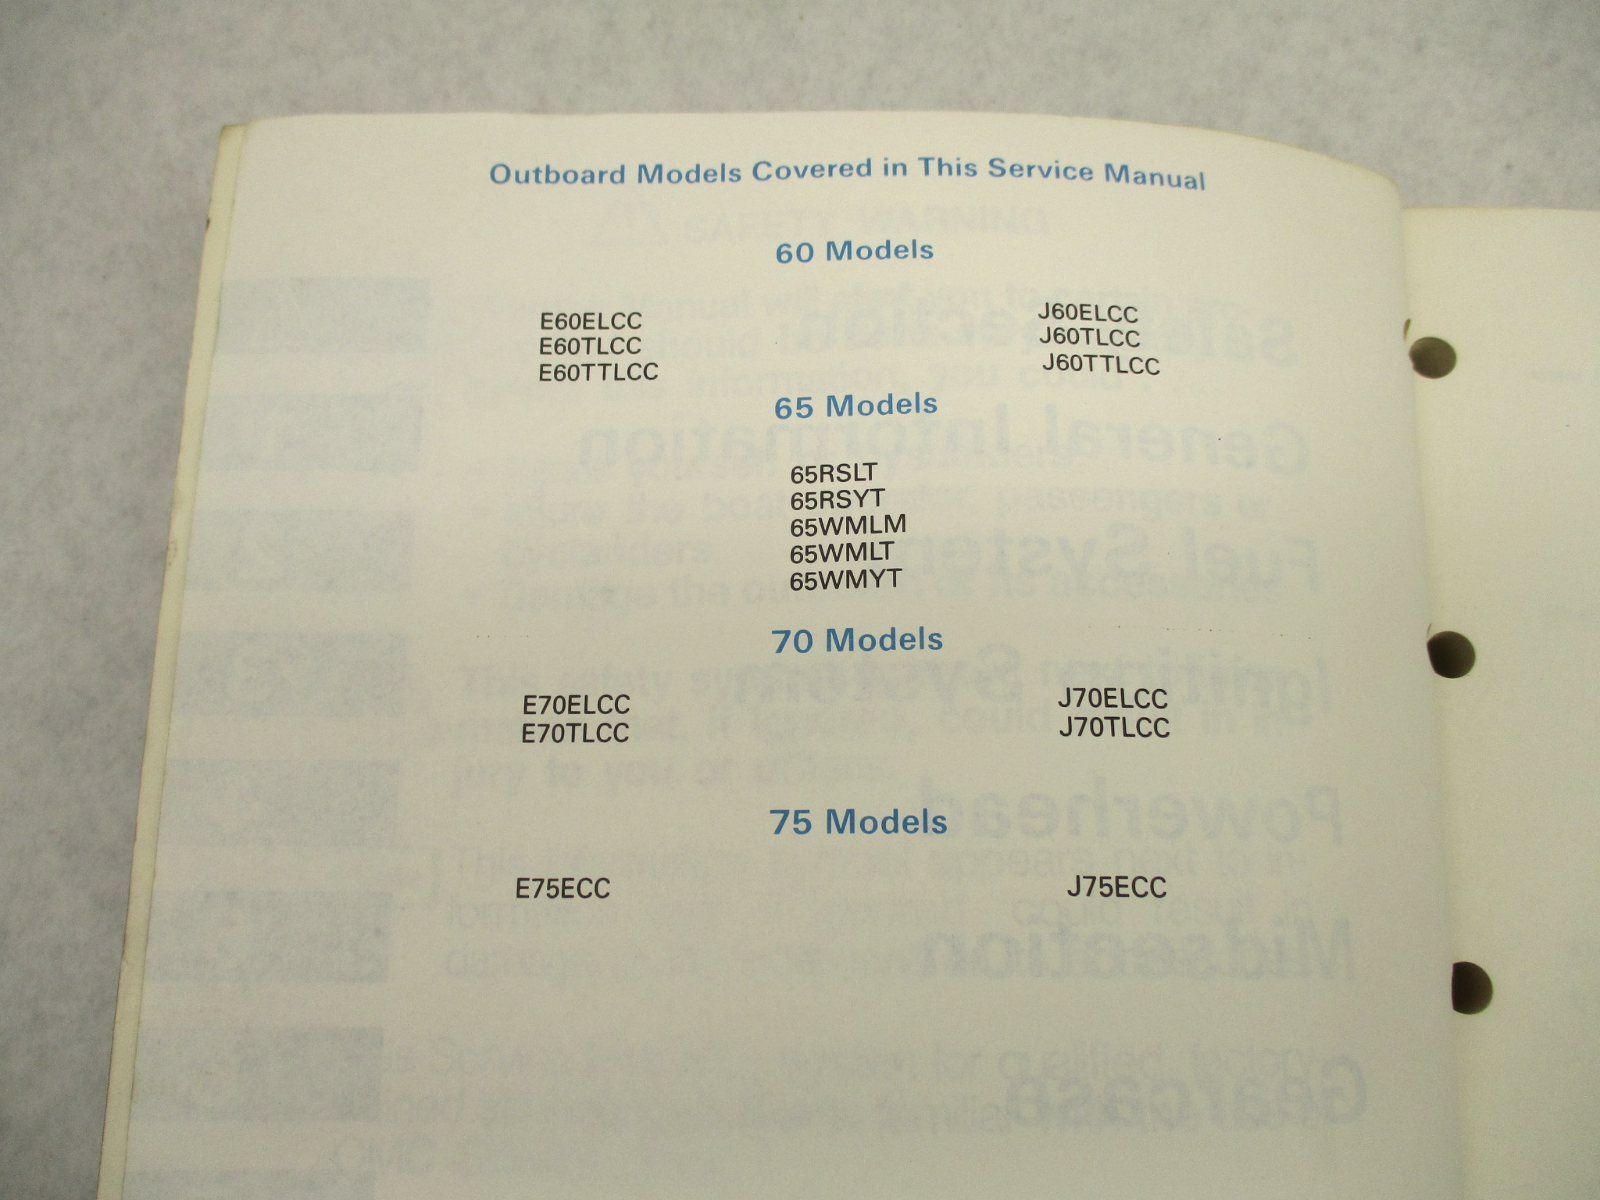 Outboard Models Covered in This Service Manual
60 Models
E60ELCC J60ELCC
E60TLCC J60TLCC
E60TTLCC J60TTLCC
65 Models
65RSLT
65RSYT
65WMLM
65WMLT
65WMYT
70 Models
E70ELCC J70ELCC
E70TLCC J70TLCC
75 Models
E75ECC J75ECC